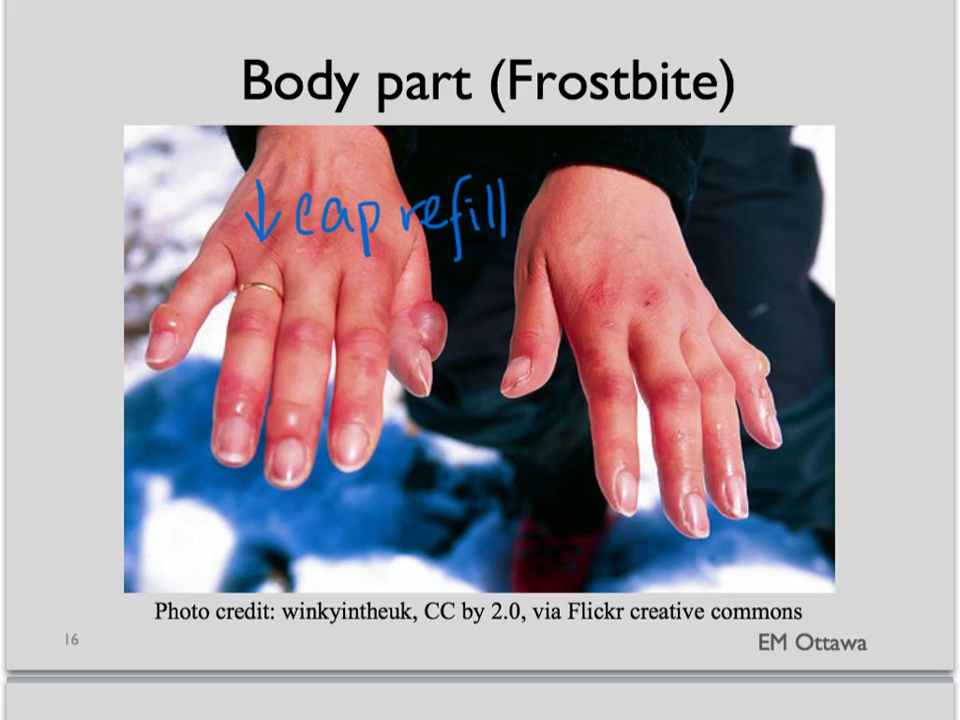 Body part (Frostbite)
↓ cap refill
Photo credit: winkyintheuk, CC by 2.0, via Flickr creative commons
16
EM Ottawa